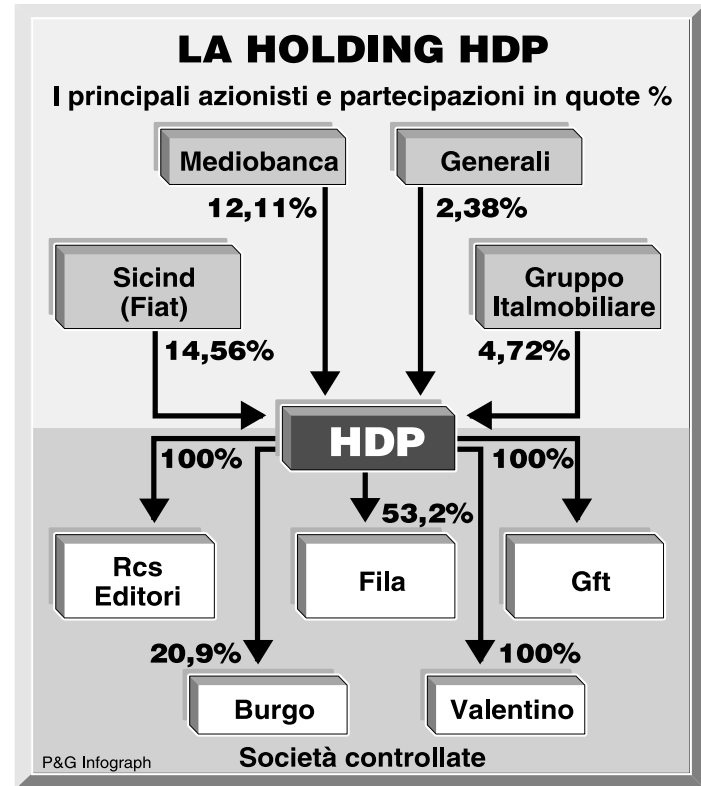 LA HOLDING HDP
I principali azionisti e partecipazioni in quote %
Mediobanca
Generali
12,11%
2,38%
Sicind
(Fiat)
Gruppo
Italmobiliare
14,56%
4,72%
HDP
100%
100%
53,2%
Rcs
Editori
Fila
Gft
20,9%
100%
Burgo
Valentino
P&G Infograph
Società controllate